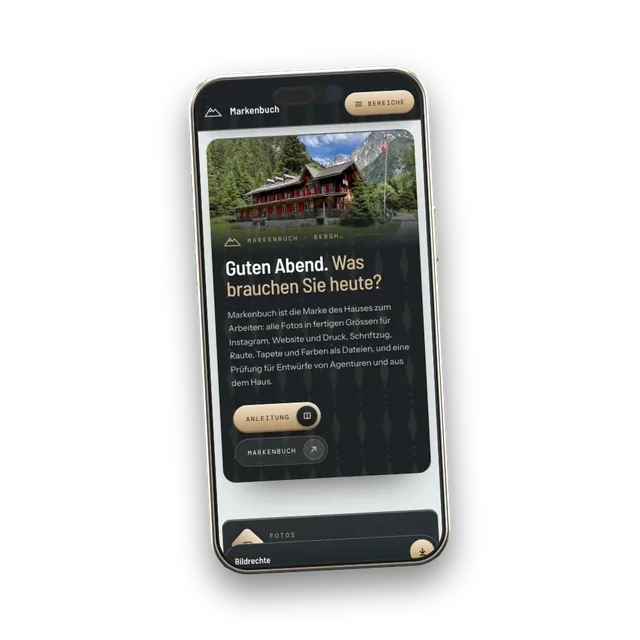 Markenbuch
BEREICHE
MARKENBUCH · BERGH…
Guten Abend. Was
brauchen Sie heute?
Markenbuch ist die Marke des Hauses zum
Arbeiten: alle Fotos in fertigen Grössen für
Instagram, Website und Druck, Schriftzug,
Raute, Tapete und Farben als Dateien, und eine
Prüfung für Entwürfe von Agenturen und aus
dem Haus.
ANLEITUNG
MARKENBUCH
FOTOS
Bildrechte